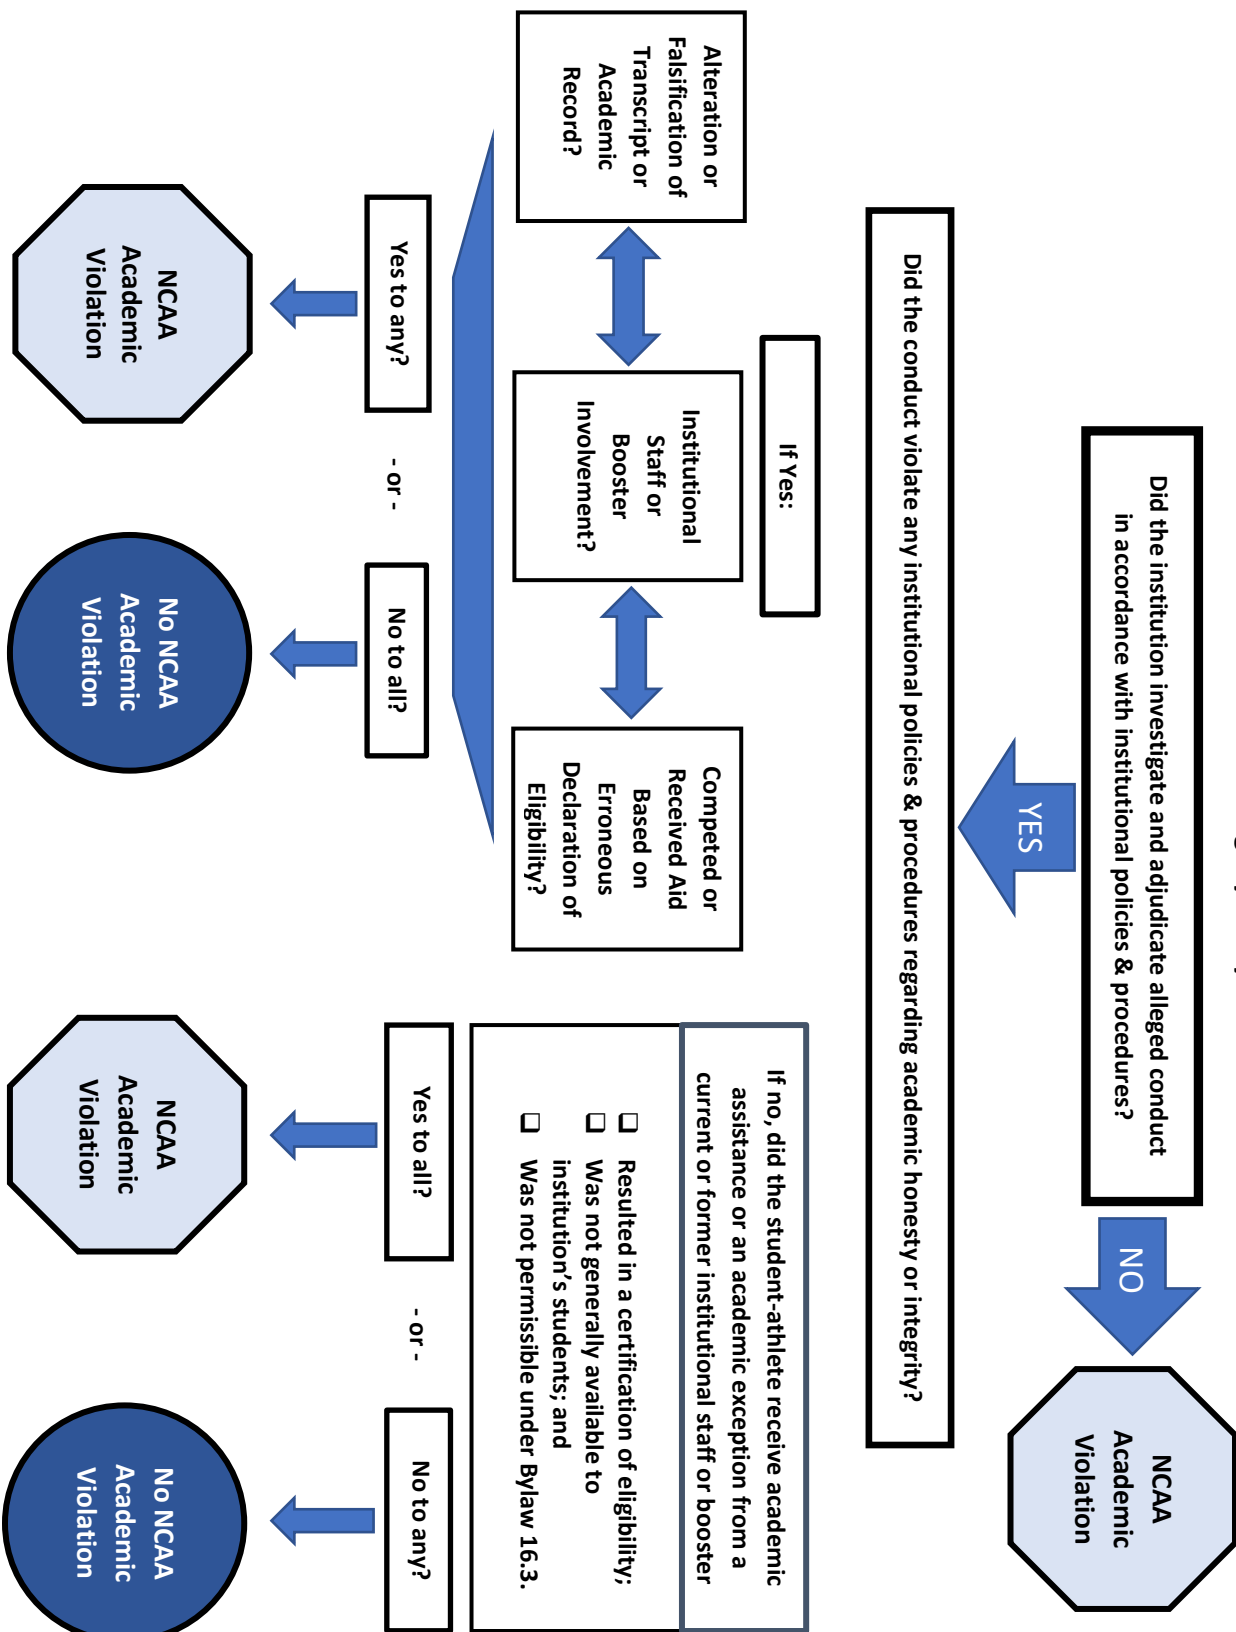 Did the institution investigate and adjudicate alleged conduct
in accordance with institutional policies & procedures?
NO
NCAA
Academic
Violation
YES
Did the conduct violate any institutional policies & procedures regarding academic honesty or integrity?
If Yes:
Alteration or
Falsification of
Transcript or
Academic
Record?
Institutional
Staff or
Booster
Involvement?
Competed or
Received Aid
Based on
Erroneous
Declaration of
Eligibility?
Yes to any?
- or -
No to all?
NCAA
Academic
Violation
No NCAA
Academic
Violation
If no, did the student-athlete receive academic
assistance or an academic exception from a
current or former institutional staff or booster
❑ Resulted in a certification of eligibility;
❑ Was not generally available to
institution’s students; and
❑ Was not permissible under Bylaw 16.3.
Yes to all?
- or -
No to any?
NCAA
Academic
Violation
No NCAA
Academic
Violation